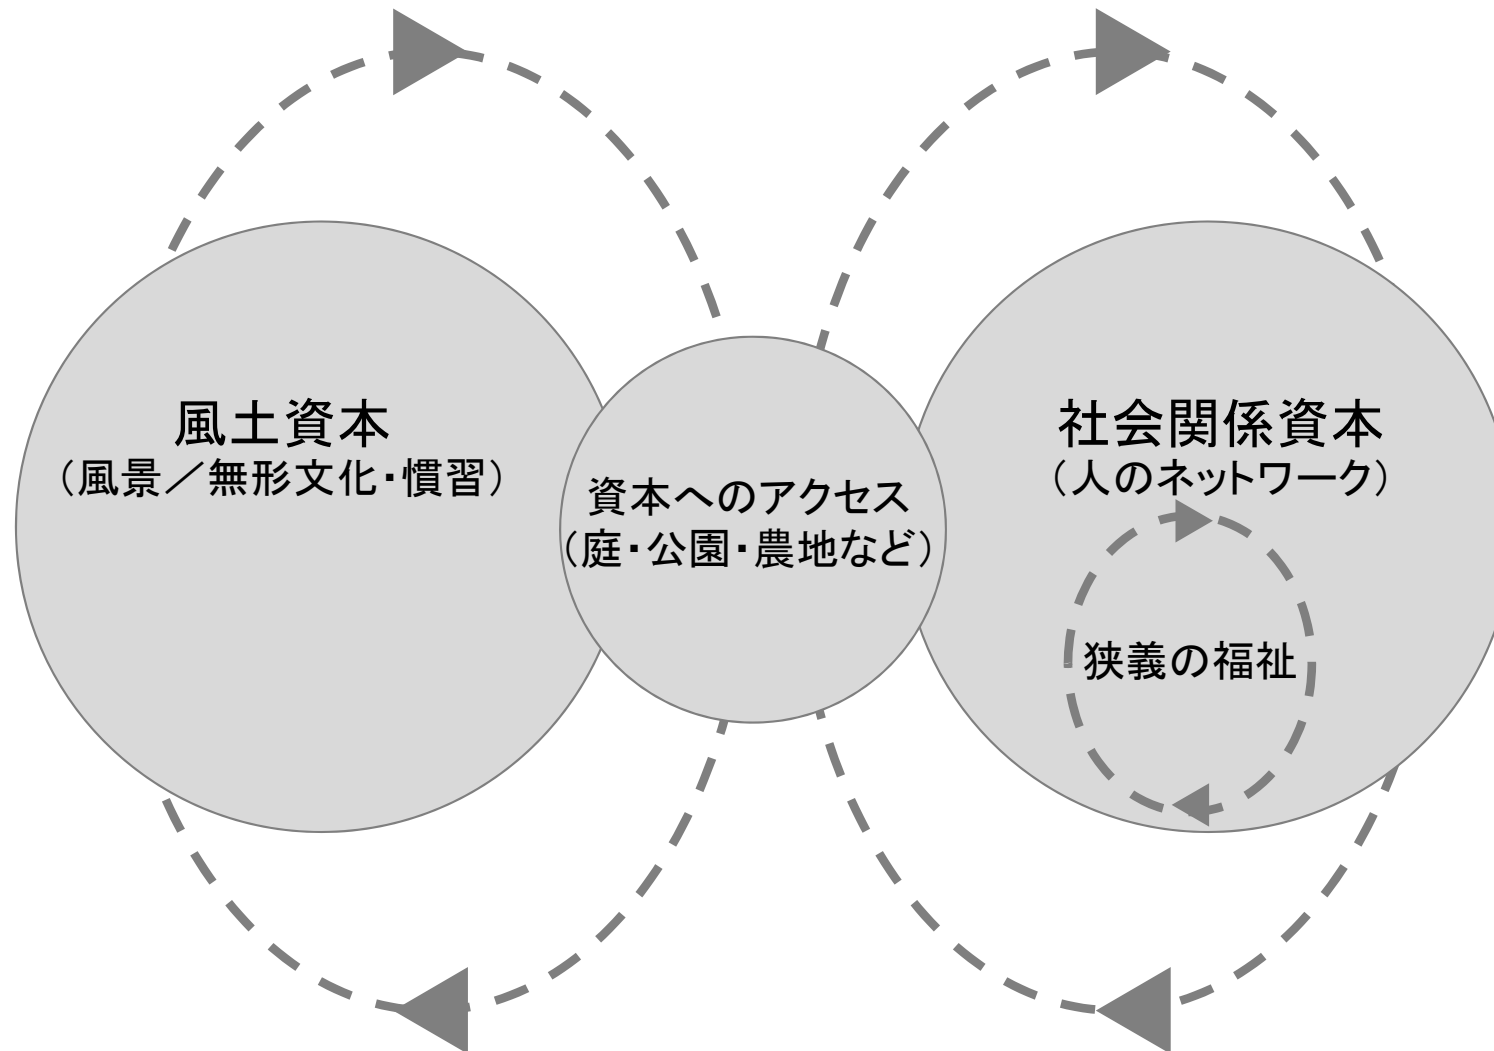 風土資本
（風景／無形文化・慣習）
資本へのアクセス
（庭・公園・農地など）
社会関係資本
（人のネットワーク）
狭義の福祉